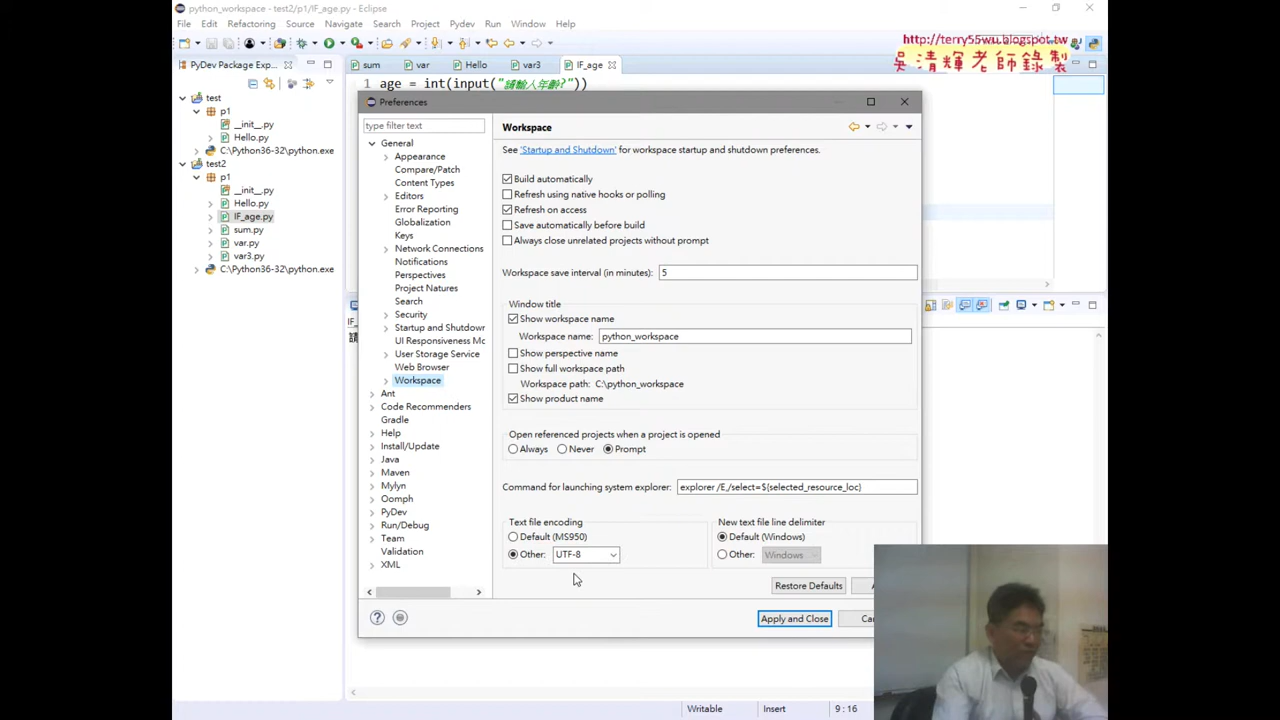 python_workspace - test2/p1/IF_age.py - Eclipse
File Edit Refactoring Source Navigate Search Project Pydev Run Window Help
http://terry55wu.blogspot.tw
吳清輝老師錄製
PyDev Package Exp...
sum var Hello var3 IF_age
1 age = int(input("請輸入年齡?"))
test
p1
__init__.py
Hello.py
C:\Python36-32\python.exe
test2
p1
__init__.py
Hello.py
IF_age.py
sum.py
var.py
var3.py
C:\Python36-32\python.exe
Preferences
type filter text
General
Appearance
Compare/Patch
Content Types
Editors
Error Reporting
Globalization
Keys
Network Connections
Notifications
Perspectives
Project Natures
Search
Security
Startup and Shutdown
UI Responsiveness Mo
User Storage Service
Web Browser
Workspace
Ant
Code Recommenders
Gradle
Help
Install/Update
Java
Maven
Mylyn
Oomph
PyDev
Run/Debug
Team
Validation
XML
Workspace
See 'Startup and Shutdown' for workspace startup and shutdown preferences.
Build automatically
Refresh using native hooks or polling
Refresh on access
Save automatically before build
Always close unrelated projects without prompt
Workspace save interval (in minutes): 5
Window title
Show workspace name
Workspace name: python_workspace
Show perspective name
Show full workspace path
Workspace path: C:\python_workspace
Show product name
Open referenced projects when a project is opened
Always Never Prompt
Command for launching system explorer: explorer /E,/select=${selected_resource_loc}
Text file encoding
Default (MS950)
Other: UTF-8
New text file line delimiter
Default (Windows)
Other: Windows
Restore Defaults
Apply and Close
Writable Insert 9 : 16